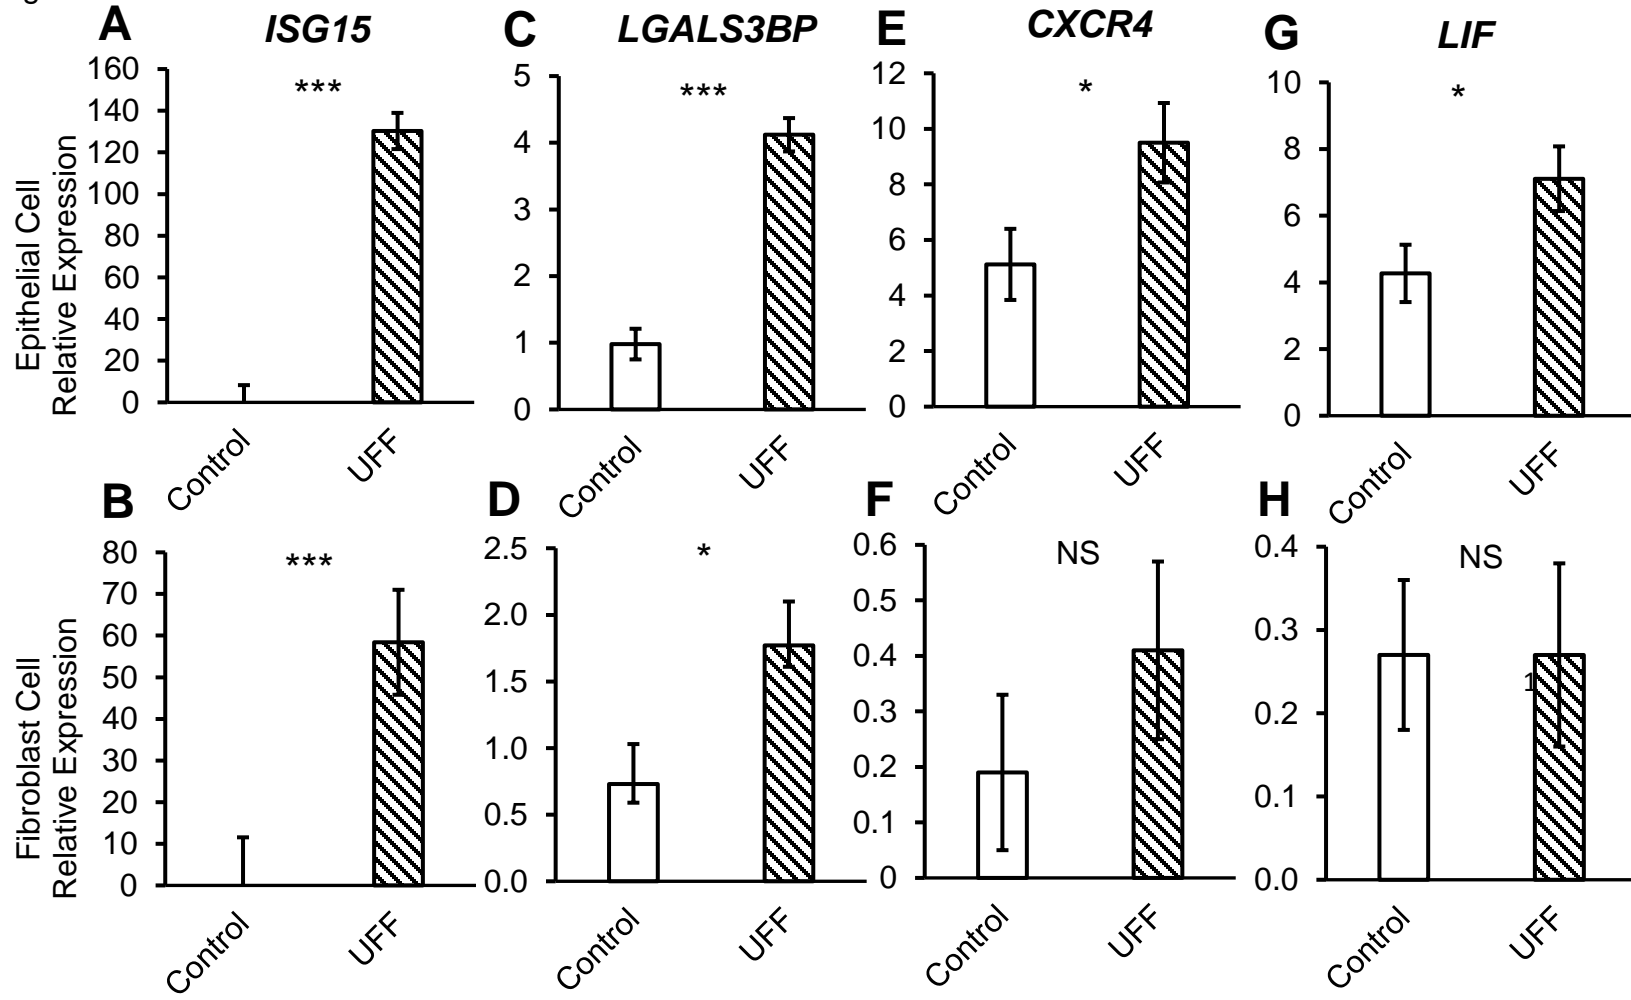 A
ISG15
C
LGALS3BP
E
CXCR4
G
LIF
Epithelial Cell
Relative Expression
160
140
120
100
80
60
40
20
0
***
Control
UFF
5
4
3
2
1
0
***
Control
UFF
12
10
8
6
4
2
0
*
Control
UFF
10
8
6
4
2
0
*
Control
UFF
B
D
F
H
Fibroblast Cell
Relative Expression
80
70
60
50
40
30
20
10
0
***
Control
UFF
2.5
2.0
1.5
1.0
0.5
0.0
*
Control
UFF
0.6
0.5
0.4
0.3
0.2
0.1
0
NS
Control
UFF
0.4
0.3
0.2
0.1
0.0
NS
1
Control
UFF